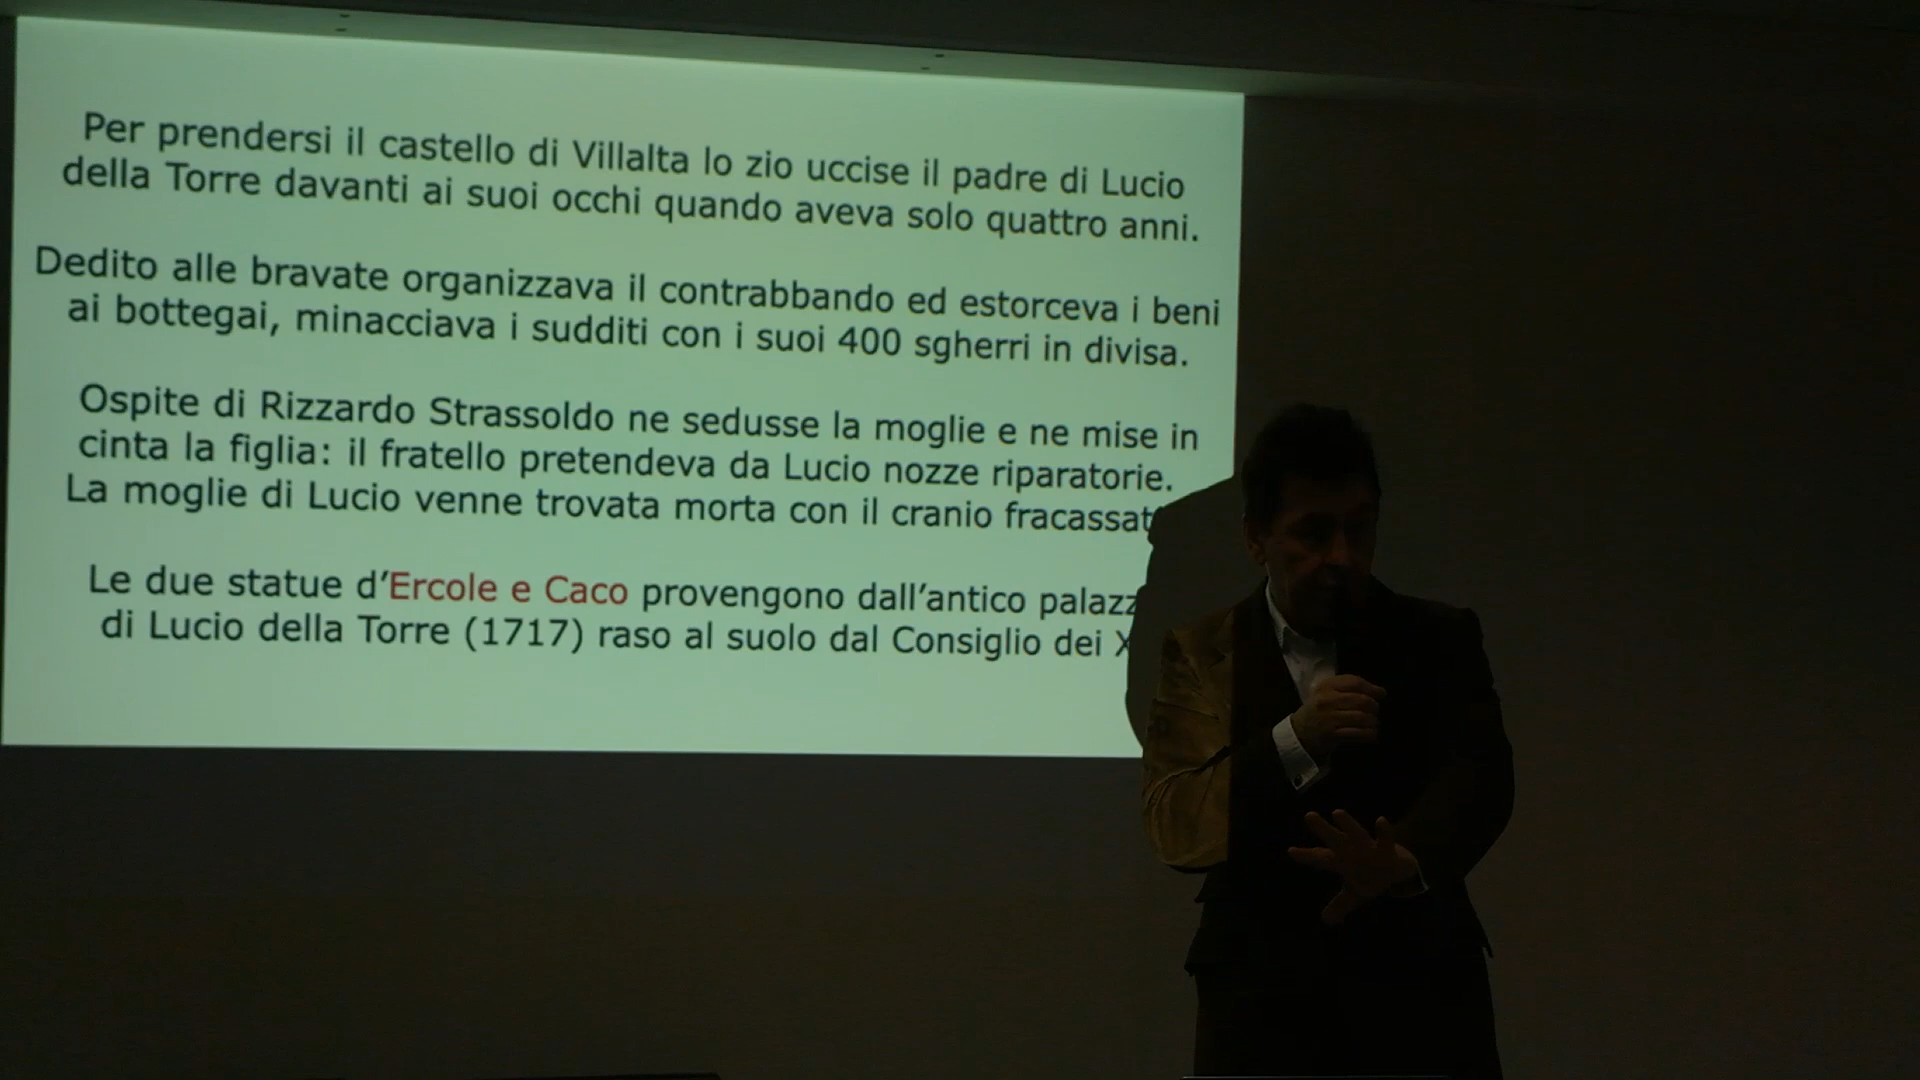 Per prendersi il castello di Villalta lo zio uccise il padre di Lucio
della Torre davanti ai suoi occhi quando aveva solo quattro anni.
Dedito alle bravate organizzava il contrabbando ed estorceva i beni
ai bottegai, minacciava i sudditi con i suoi 400 sgherri in divisa.
Ospite di Rizzardo Strassoldo ne sedusse la moglie e ne mise in
cinta la figlia: il fratello pretendeva da Lucio nozze riparatorie.
La moglie di Lucio venne trovata morta con il cranio
Le due statue d’Ercole e Caco provengono dall’antico
di Lucio della Torre (1717) raso al suolo dal Consiglio dei